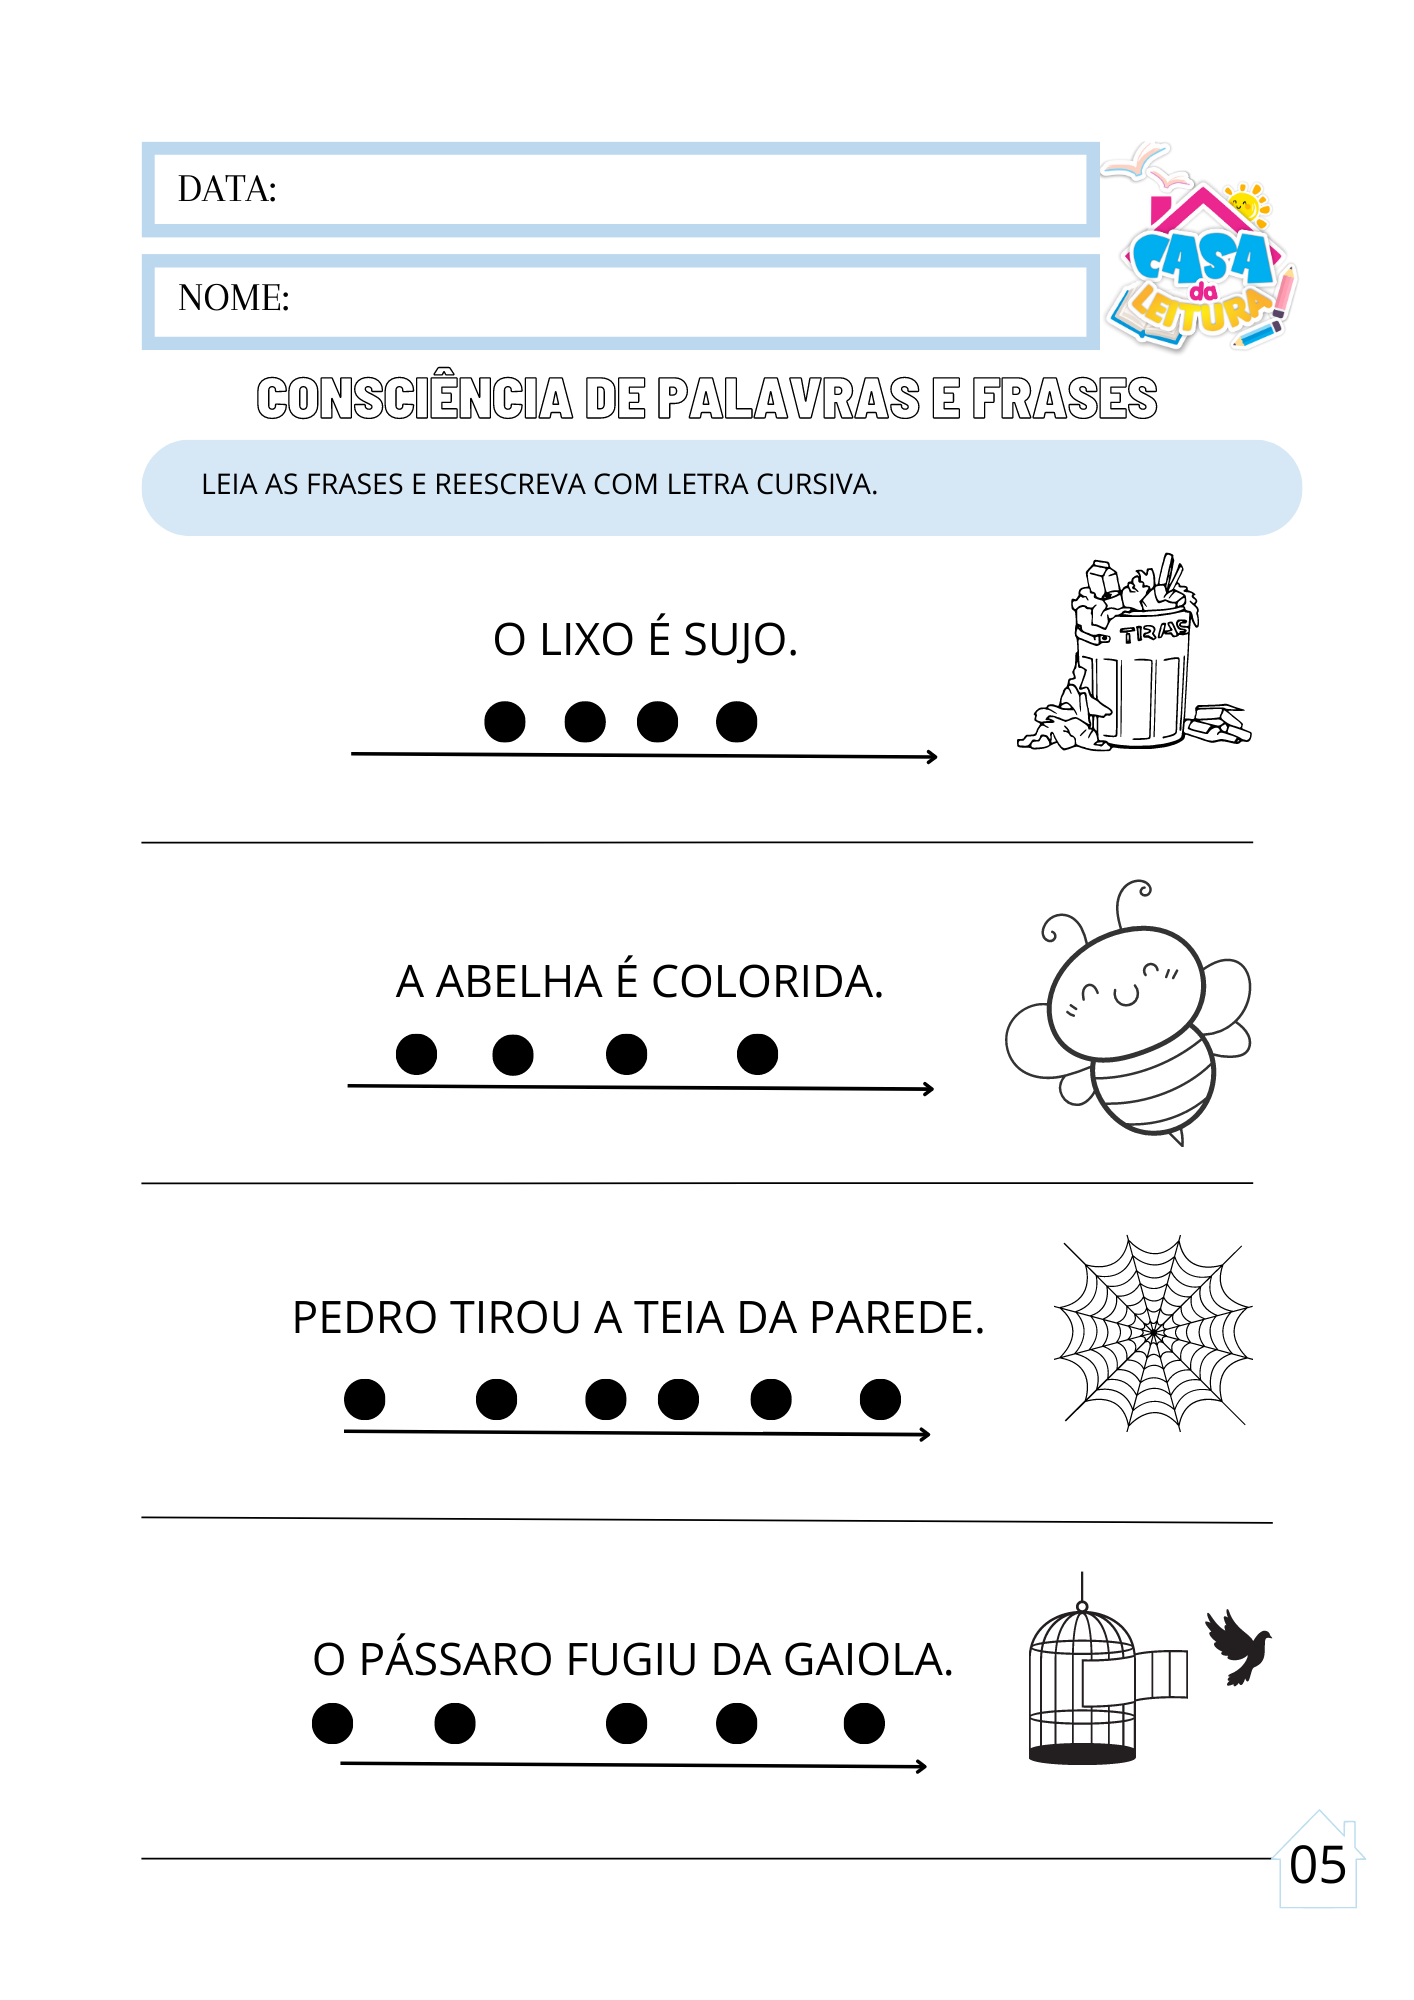 DATA:
NOME:
CASA
da
LEITURA
CONSCIÊNCIA DE PALAVRAS E FRASES
LEIA AS FRASES E REESCREVA COM LETRA CURSIVA.
O LIXO É SUJO.
A ABELHA É COLORIDA.
PEDRO TIROU A TEIA DA PAREDE.
O PÁSSARO FUGIU DA GAIOLA.
05